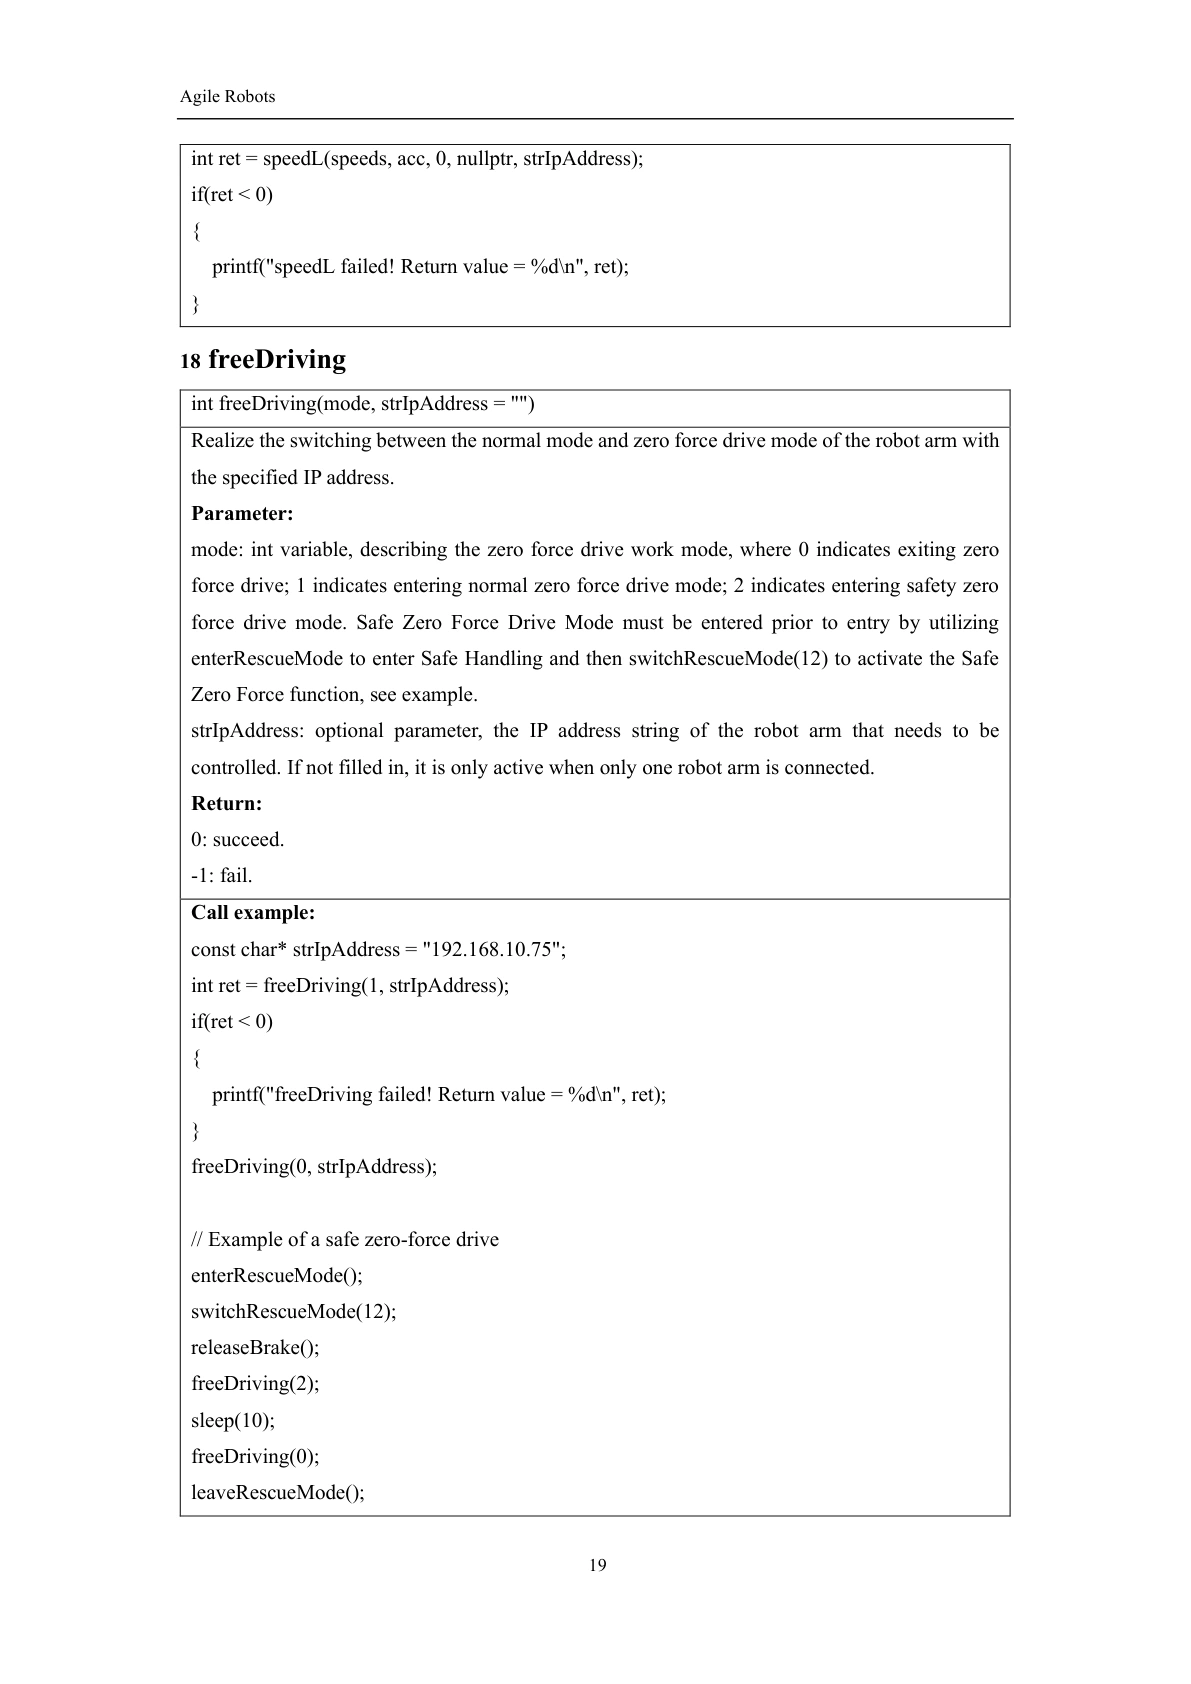 Agile Robots
int ret = speedL(speeds, acc, 0, nullptr, strIpAddress);
if(ret < 0)
{
printf("speedL failed! Return value = %d\n", ret);
}
18 freeDriving
int freeDriving(mode, strIpAddress = "")
Realize the switching between the normal mode and zero force drive mode of the robot arm with
the specified IP address.
Parameter:
mode: int variable, describing the zero force drive work mode, where 0 indicates exiting zero
force drive; 1 indicates entering normal zero force drive mode; 2 indicates entering safety zero
force drive mode. Safe Zero Force Drive Mode must be entered prior to entry by utilizing
enterRescueMode to enter Safe Handling and then switchRescueMode(12) to activate the Safe
Zero Force function, see example.
strIpAddress: optional parameter, the IP address string of the robot arm that needs to be
controlled. If not filled in, it is only active when only one robot arm is connected.
Return:
0: succeed.
-1: fail.
Call example:
const char* strIpAddress = "192.168.10.75";
int ret = freeDriving(1, strIpAddress);
if(ret < 0)
{
printf("freeDriving failed! Return value = %d\n", ret);
}
freeDriving(0, strIpAddress);
// Example of a safe zero-force drive
enterRescueMode();
switchRescueMode(12);
releaseBrake();
freeDriving(2);
sleep(10);
freeDriving(0);
leaveRescueMode();
19